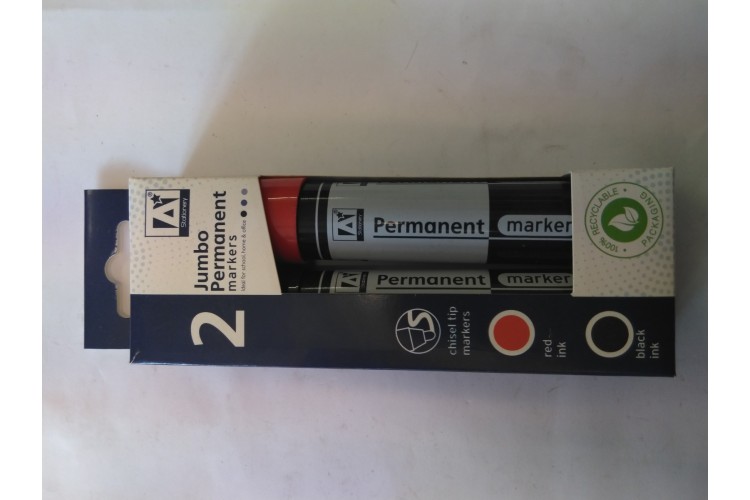 A
Stationery
2
Jumbo
Permanent
markers
Ideal for school, home & office
A
Stationery
Permanent marker
Permanent marker
100% RECYCLABLE • PACKAGING •
chisel tip
markers
red
ink
black
ink